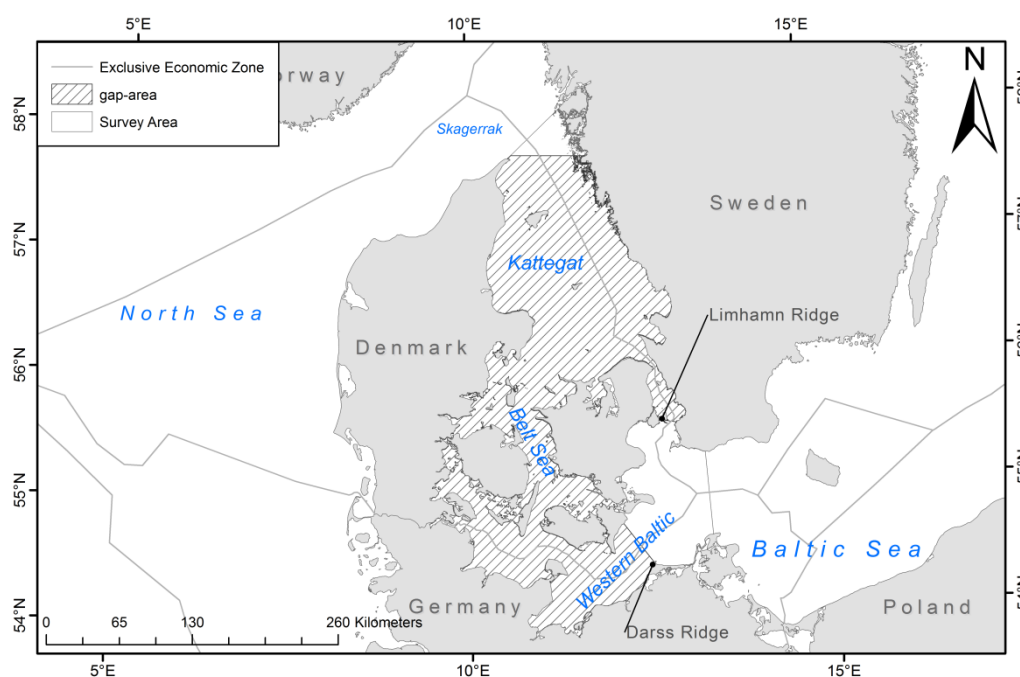 5°E
10°E
15°E
Exclusive Economic Zone
orway
gap-area
Survey Area
N
58°N
Skagerrak
57°N
57°N
Sweden
Kattegat
North Sea
Limhamn Ridge
Denmark
56°N
Belt Sea
55°N
55°N
Western Baltic
Baltic Sea
Germany
Poland
54°N
0
65
130
260 Kilometers
Darss Ridge
5°E
10°E
15°E